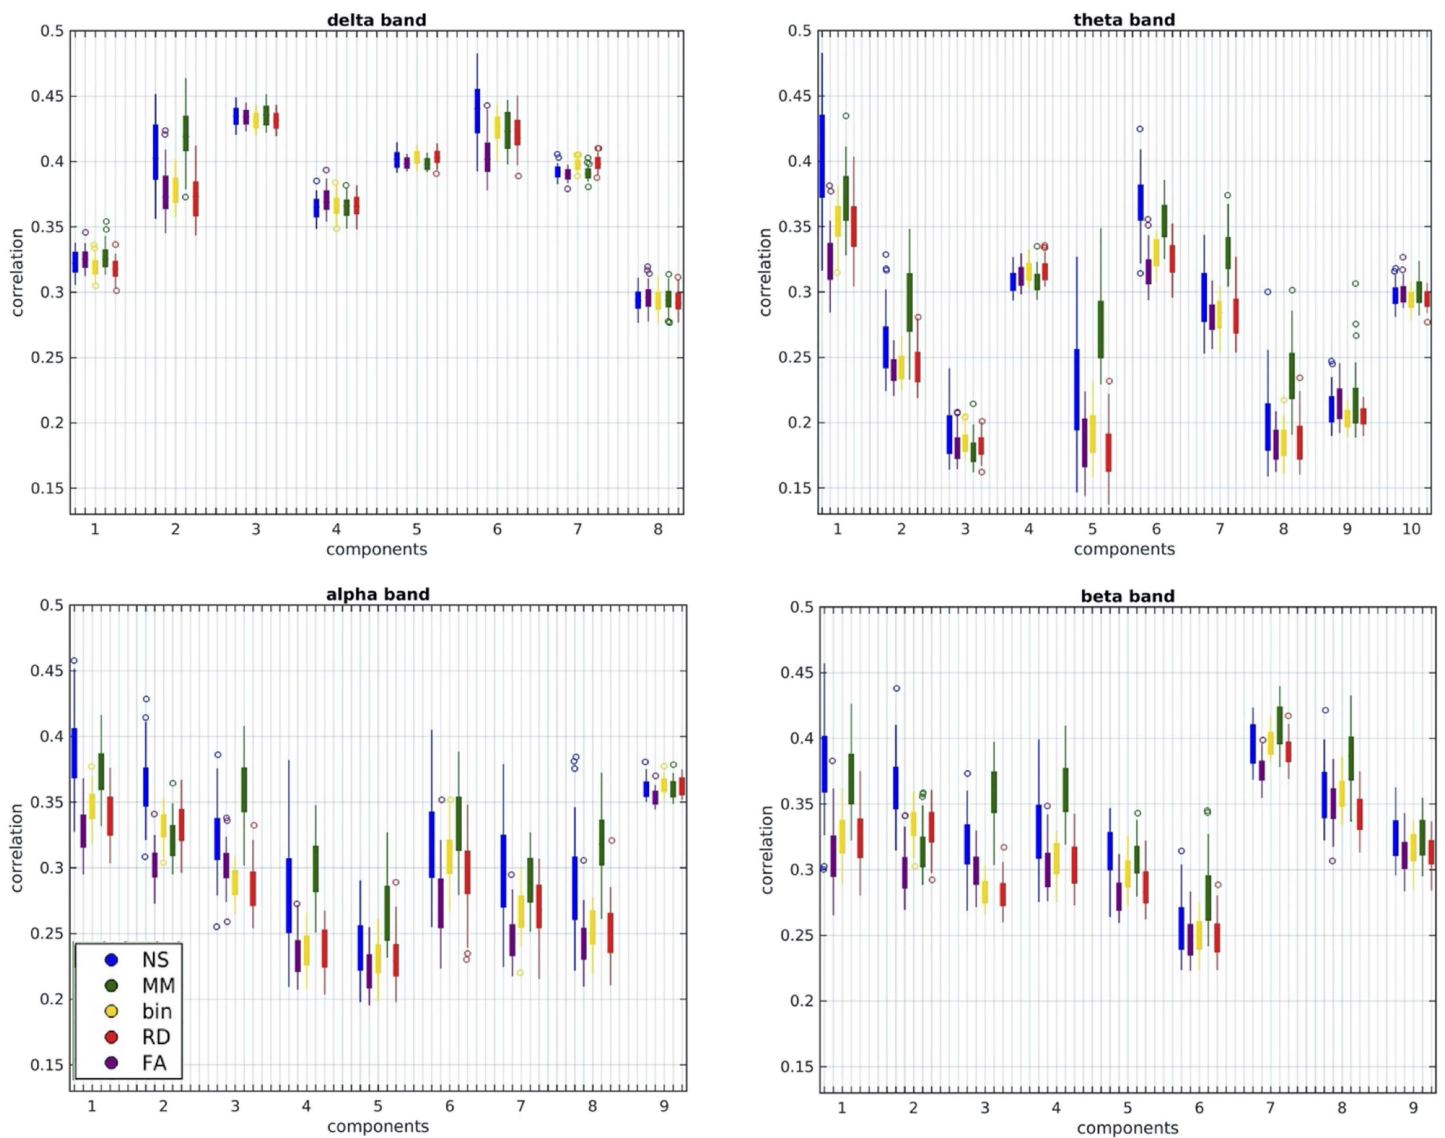 delta band
0.5
0.45
0.4
0.35
0.3
0.25
0.2
0.15
correlation
1 2 3 4 5 6 7 8
components
theta band
0.5
0.45
0.4
0.35
0.3
0.25
0.2
0.15
correlation
1 2 3 4 5 6 7 8 9 10
components
alpha band
0.5
0.45
0.4
0.35
0.3
0.25
0.2
0.15
correlation
NS
MM
bin
RD
FA
1 2 3 4 5 6 7 8 9
components
beta band
0.5
0.45
0.4
0.35
0.3
0.25
0.2
0.15
correlation
1 2 3 4 5 6 7 8 9
components